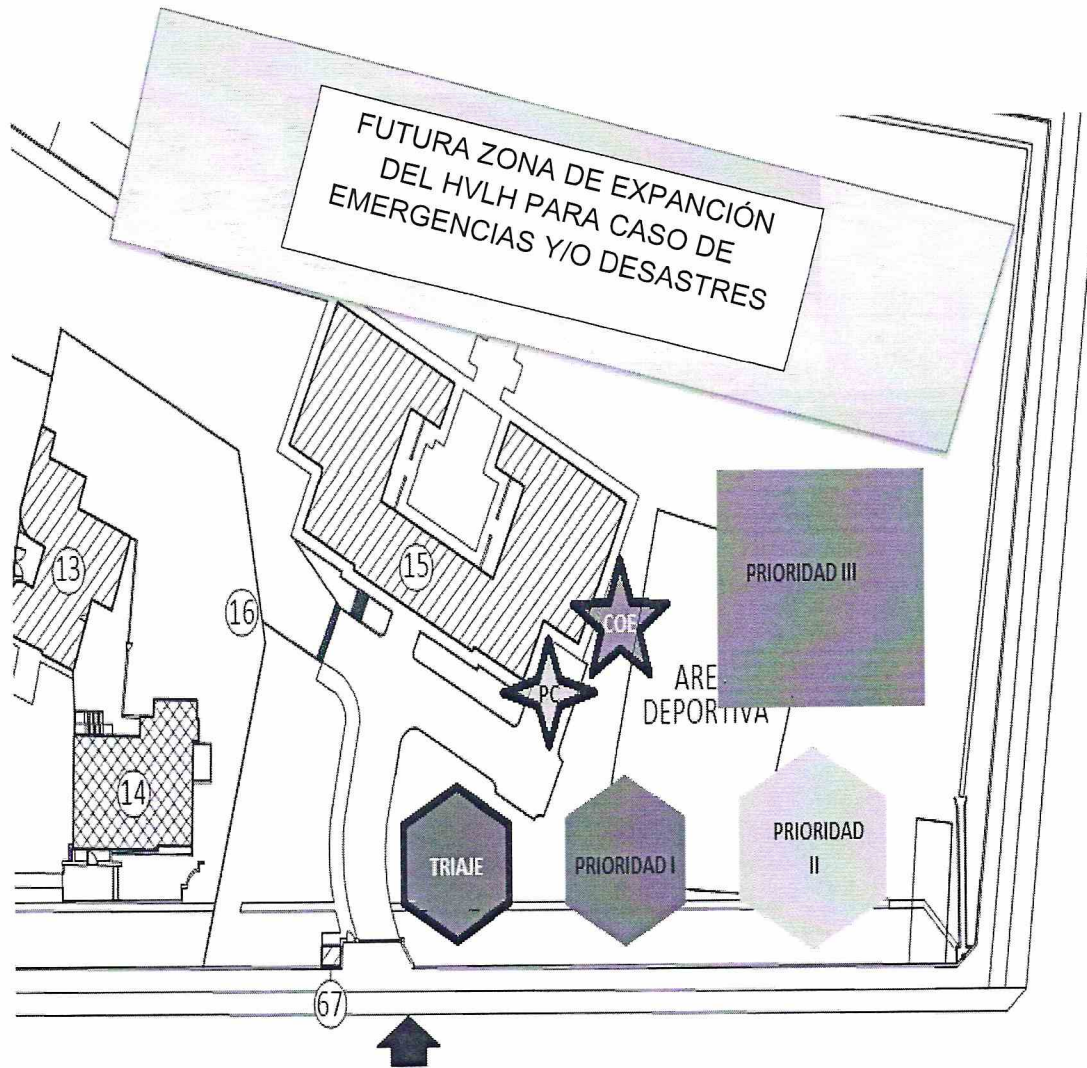 FUTURA ZONA DE EXPANCIÓN
DEL HVLH PARA CASO DE
EMERGENCIAS Y/O DESASTRES
13
15
16
PRIORIDAD III
COE
PC
DEPORTIVA
14
TRIAJE
PRIORIDAD I
PRIORIDAD
II
67